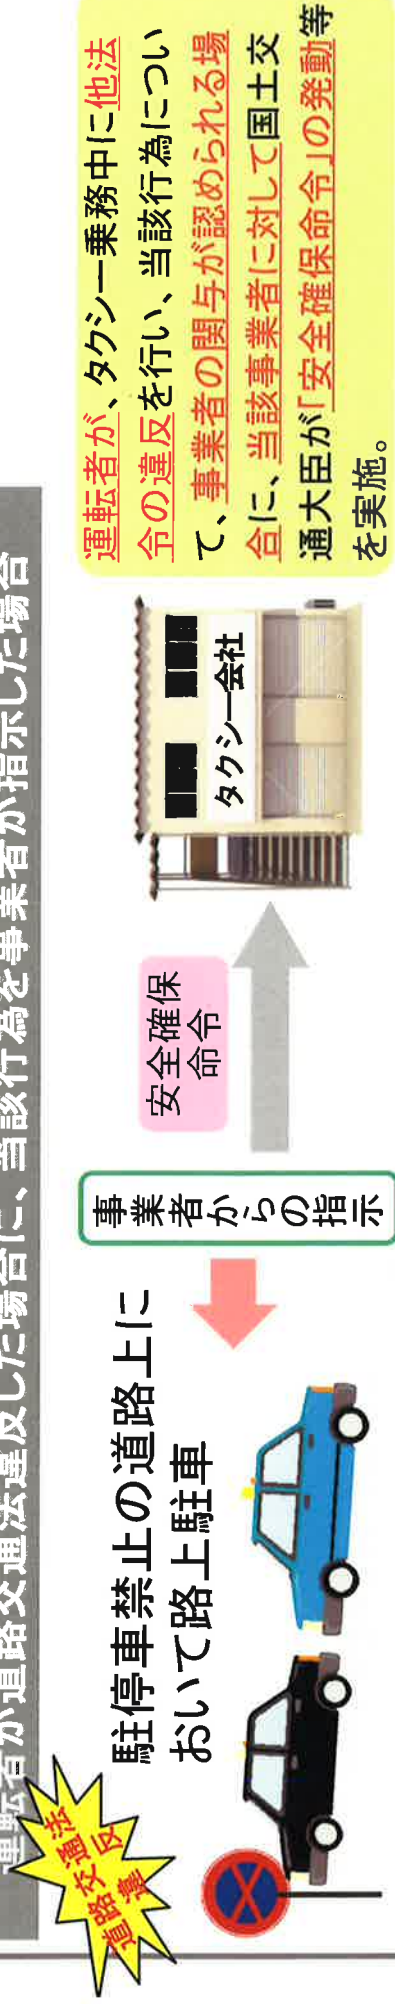 運転者が道路交通法違反した場合に、当該行為を事業者が指示した場合
道路交通法
違反
駐停車禁止の道路上に
おいて路上駐車
事業者からの指示
安全確保
命令
タクシー会社
運転者が、タクシー乗務中に他法
令の違反を行い、当該行為につい
て、事業者の関与が認められる場
合に、当該事業者に対して国土交
通大臣が「安全確保命令」の発動等
を実施。